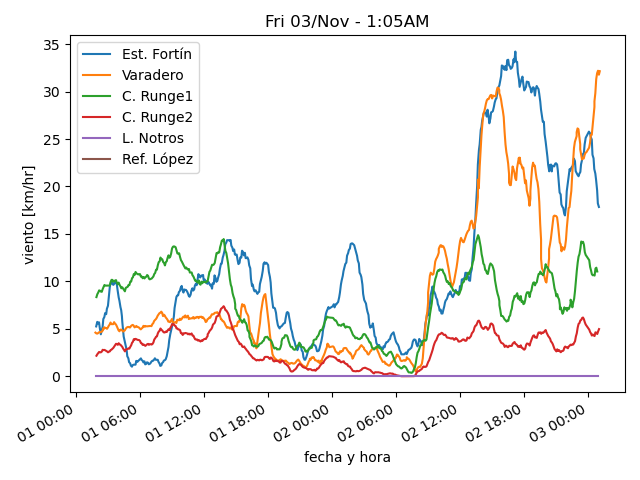 Fri 03/Nov - 1:05AM
Est. Fortín
Varadero
C. Runge1
C. Runge2
L. Notros
Ref. López
viento [km/hr]
35
30
25
20
15
10
5
0
01 00:00
01 06:00
01 12:00
01 18:00
02 00:00
02 06:00
02 12:00
02 18:00
03 00:00
fecha y hora